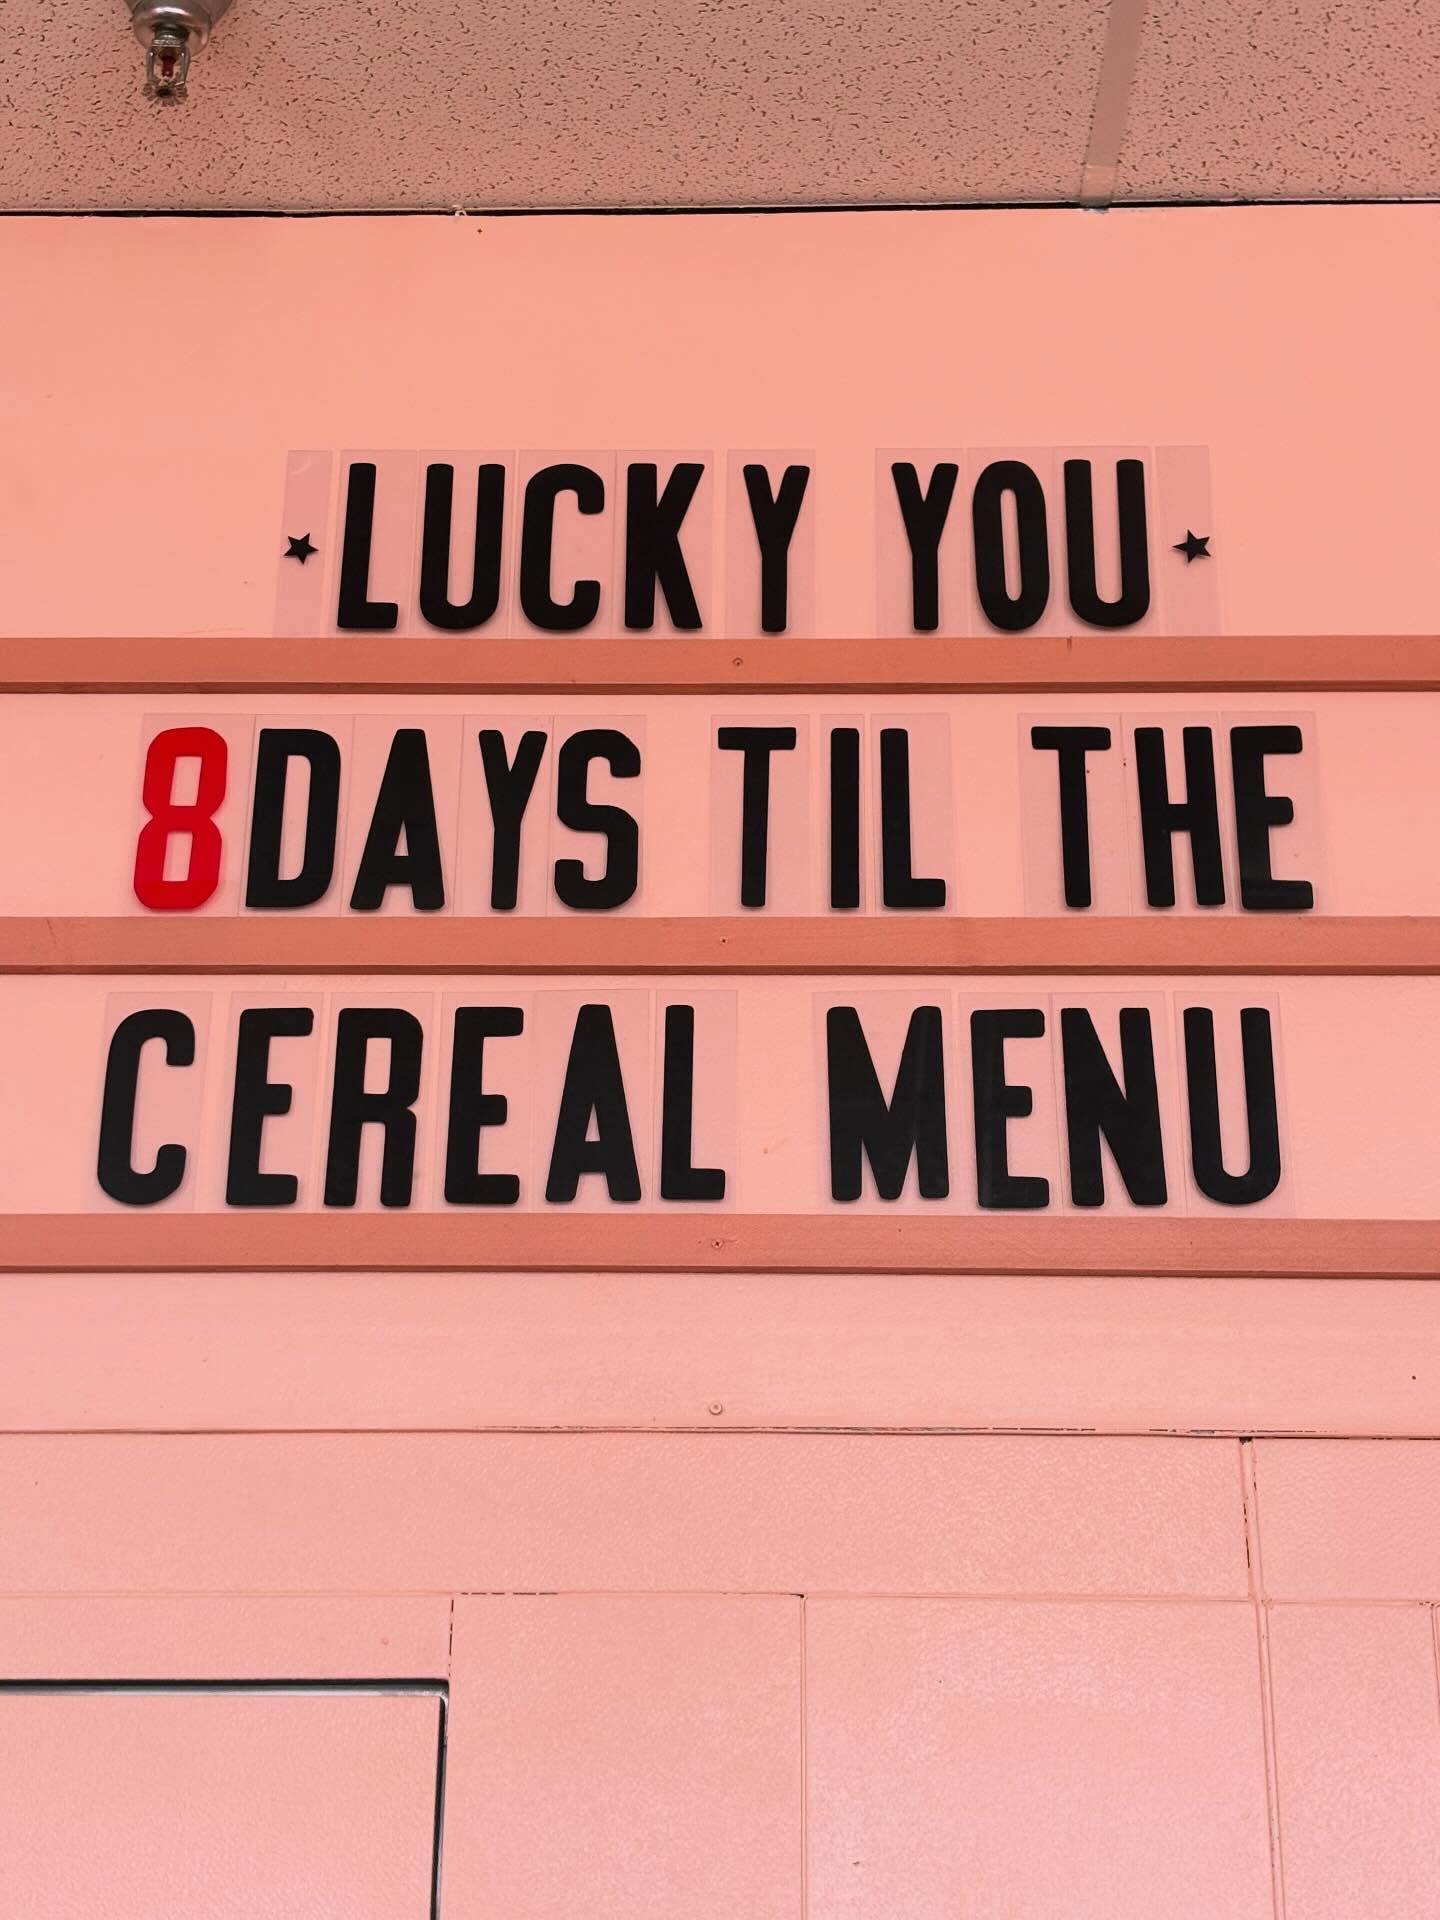 ★LUCKY YOU★
8DAYS TIL THE
CEREAL MENU